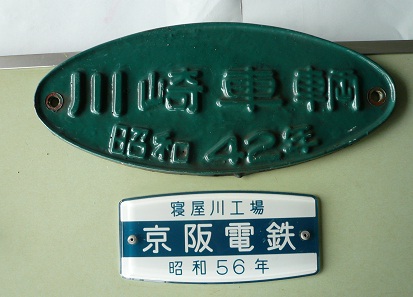 川崎車輌
昭和42年
寝屋川工場
京阪電鉄
昭和56年